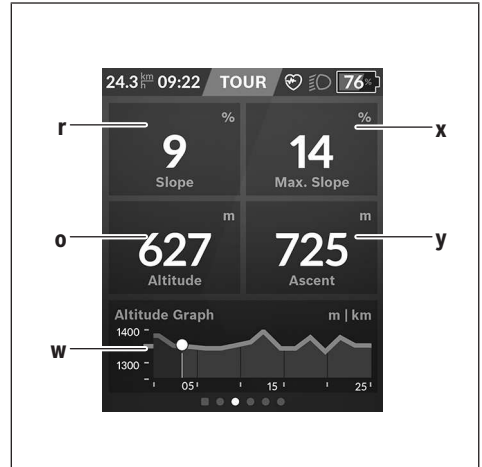 24.3 km/h 09:22 TOUR 76%
r
%
9
Slope
x
%
14
Max. Slope
o
m
627
Altitude
y
m
725
Ascent
Altitude Graph m | km
w
1400
1300
05 15 25